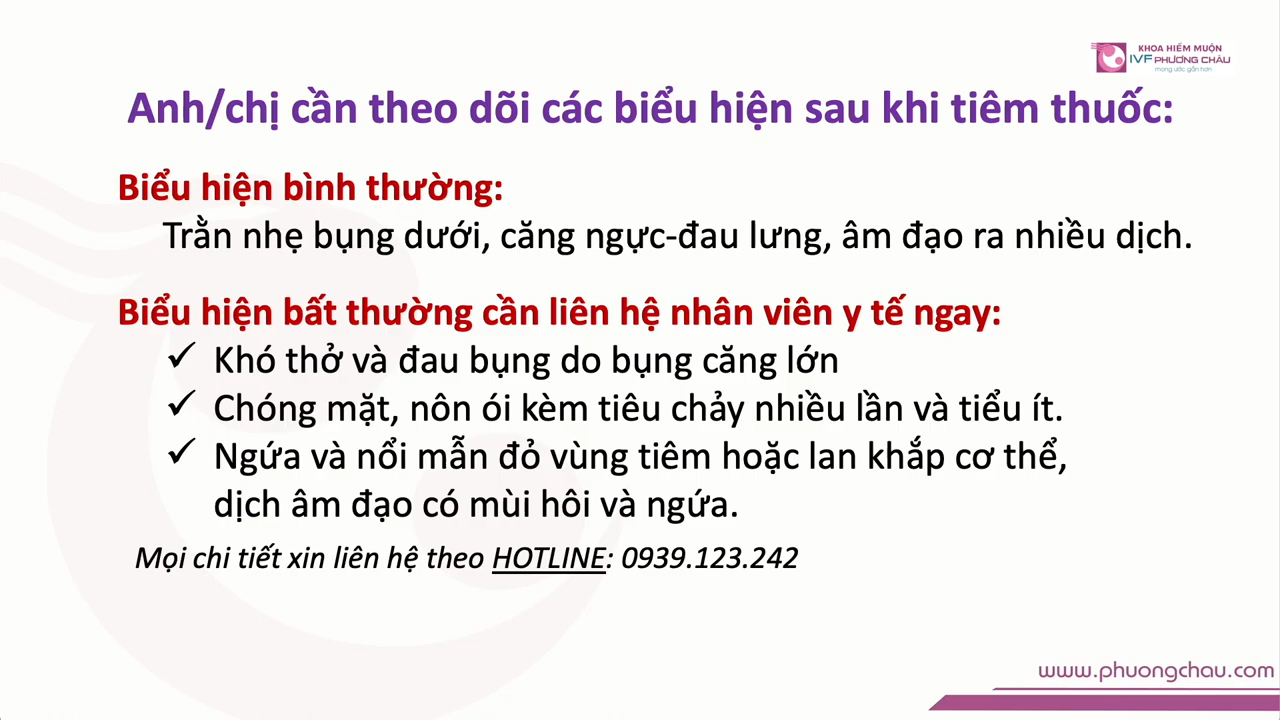 KHOA HIẾM MUỘN
IVF PHƯƠNG CHÂU
mong ước gần hơn
Anh/chị cần theo dõi các biểu hiện sau khi tiêm thuốc:
Biểu hiện bình thường:
Trằn nhẹ bụng dưới, căng ngực-đau lưng, âm đạo ra nhiều dịch.
Biểu hiện bất thường cần liên hệ nhân viên y tế ngay:
✓ Khó thở và đau bụng do bụng căng lớn
✓ Chóng mặt, nôn ói kèm tiêu chảy nhiều lần và tiểu ít.
✓ Ngứa và nổi mẫn đỏ vùng tiêm hoặc lan khắp cơ thể,
dịch âm đạo có mùi hôi và ngứa.
Mọi chi tiết xin liên hệ theo HOTLINE: 0939.123.242
www.phuongchau.com